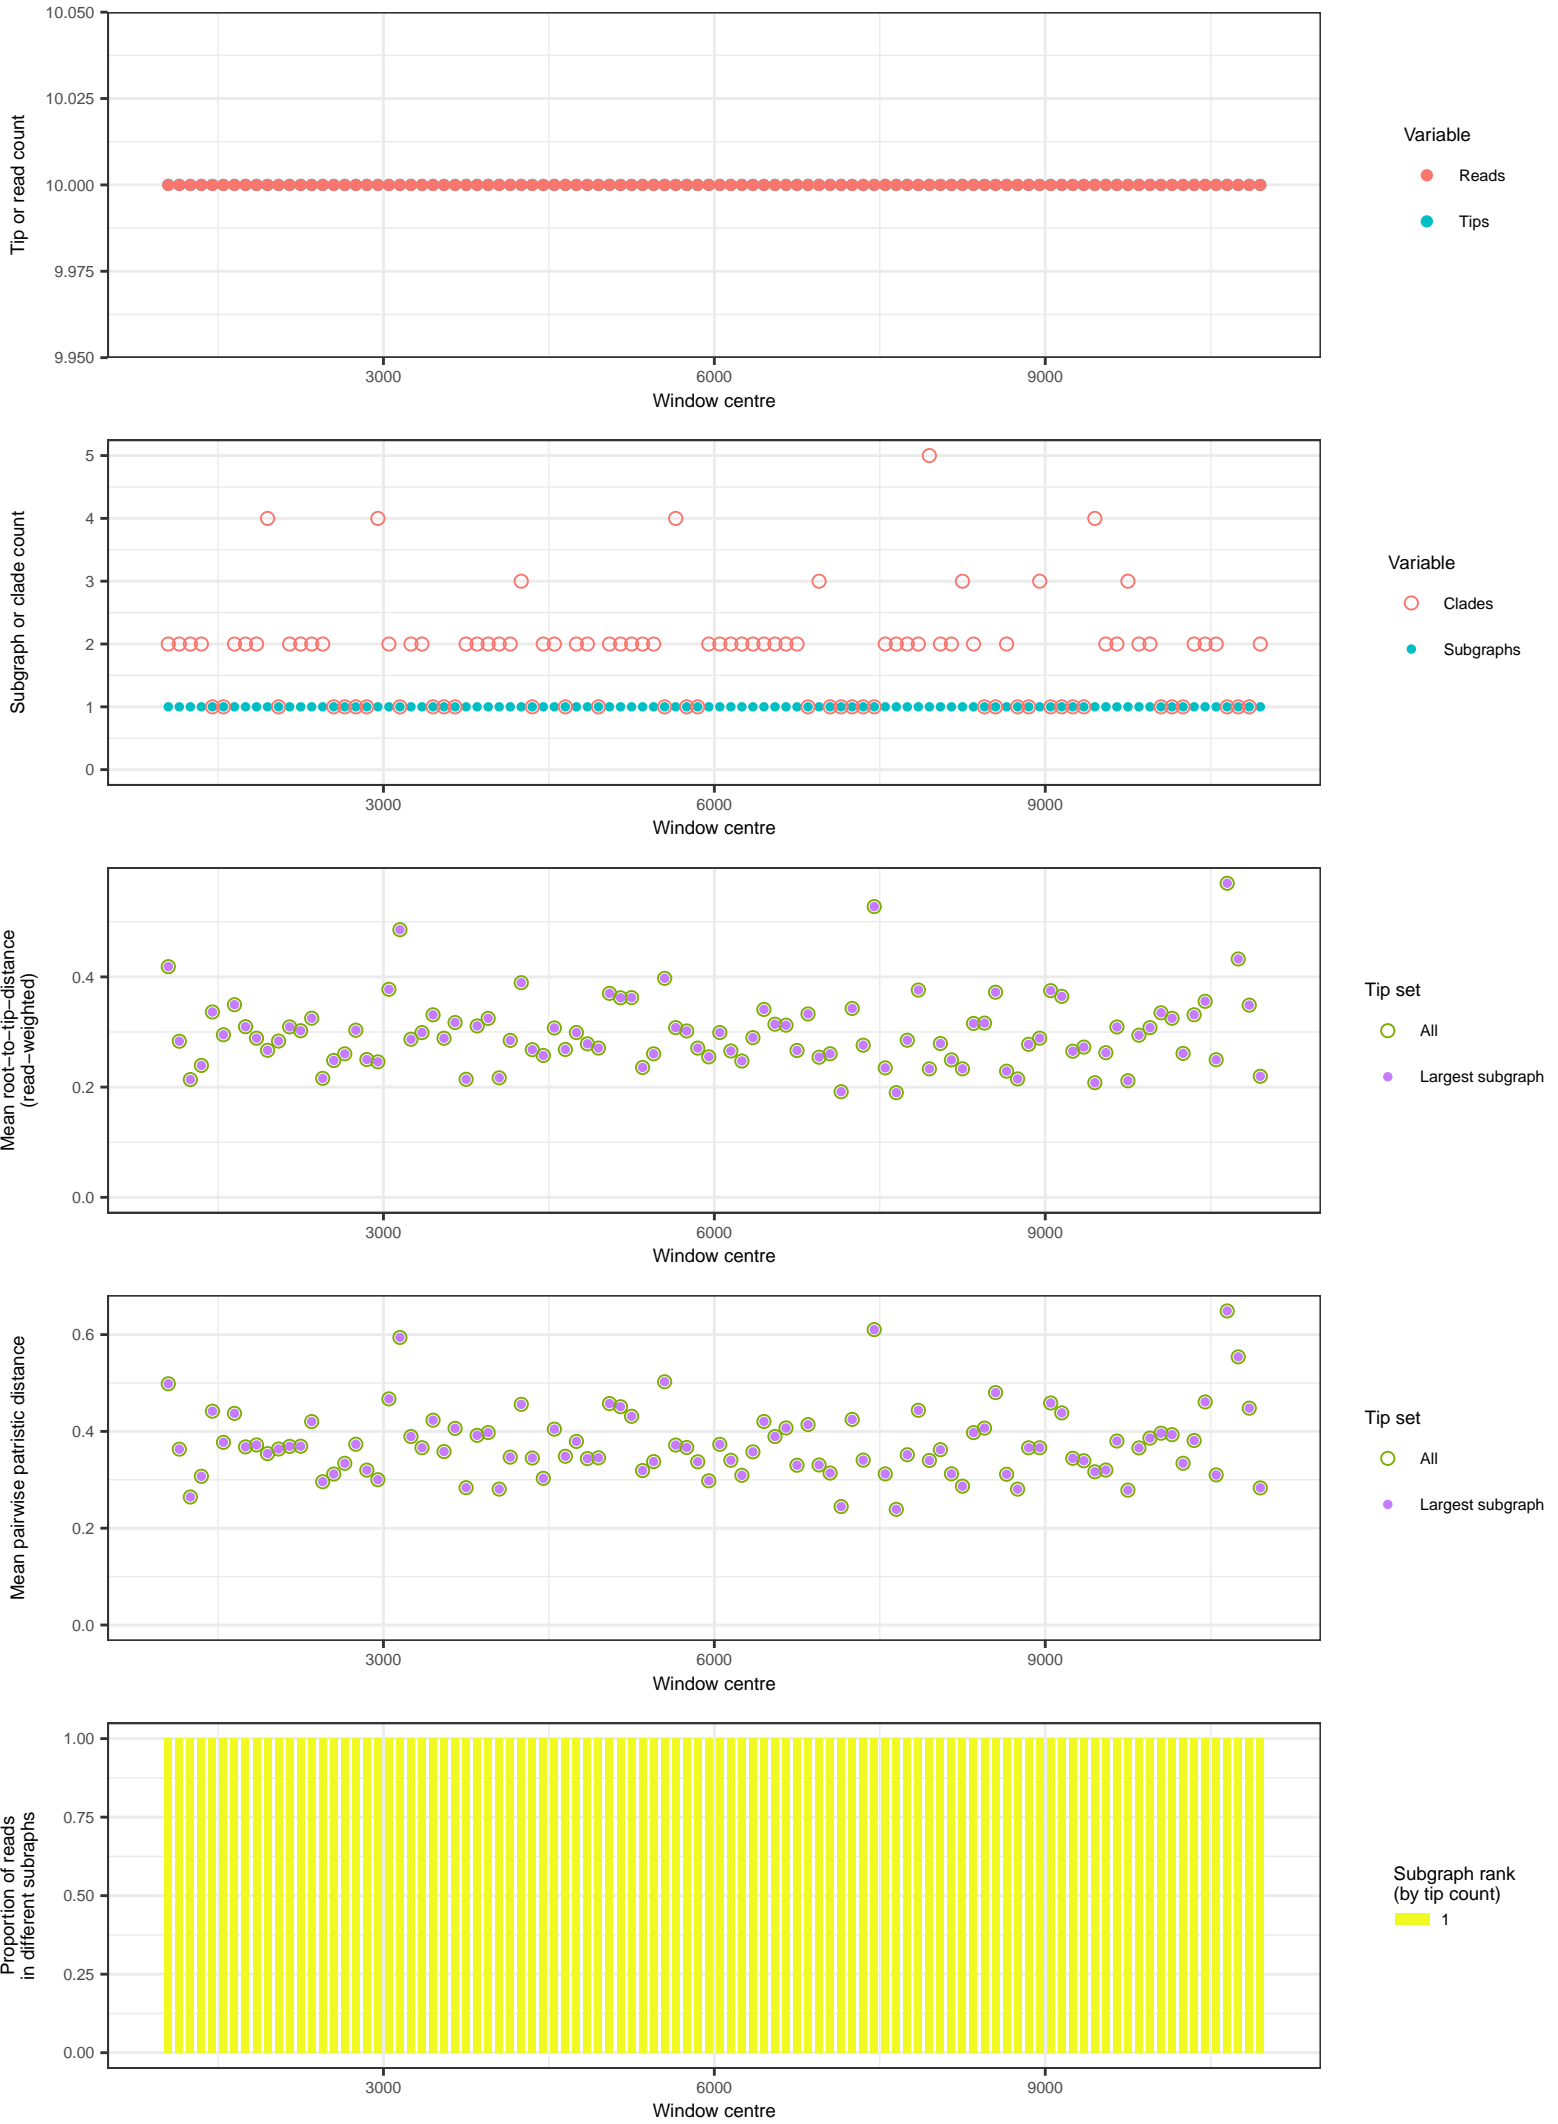 10.050
10.025
10.000
9.975
9.950
Tip or read count
3000
6000
9000
Window centre
Variable
Reads
Tips
5
4
3
2
1
0
Subgraph or clade count
3000
6000
9000
Window centre
Variable
Clades
Subgraphs
0.4
0.2
0.0
Mean root−to−tip−distance
(read−weighted)
3000
6000
9000
Window centre
Tip set
All
Largest subgraph
0.6
0.4
0.2
0.0
Mean pairwise patristic distance
3000
6000
9000
Window centre
Tip set
All
Largest subgraph
1.00
0.75
0.50
0.25
0.00
Proportion of reads
in different subraphs
3000
6000
9000
Window centre
Subgraph rank
(by tip count)
1